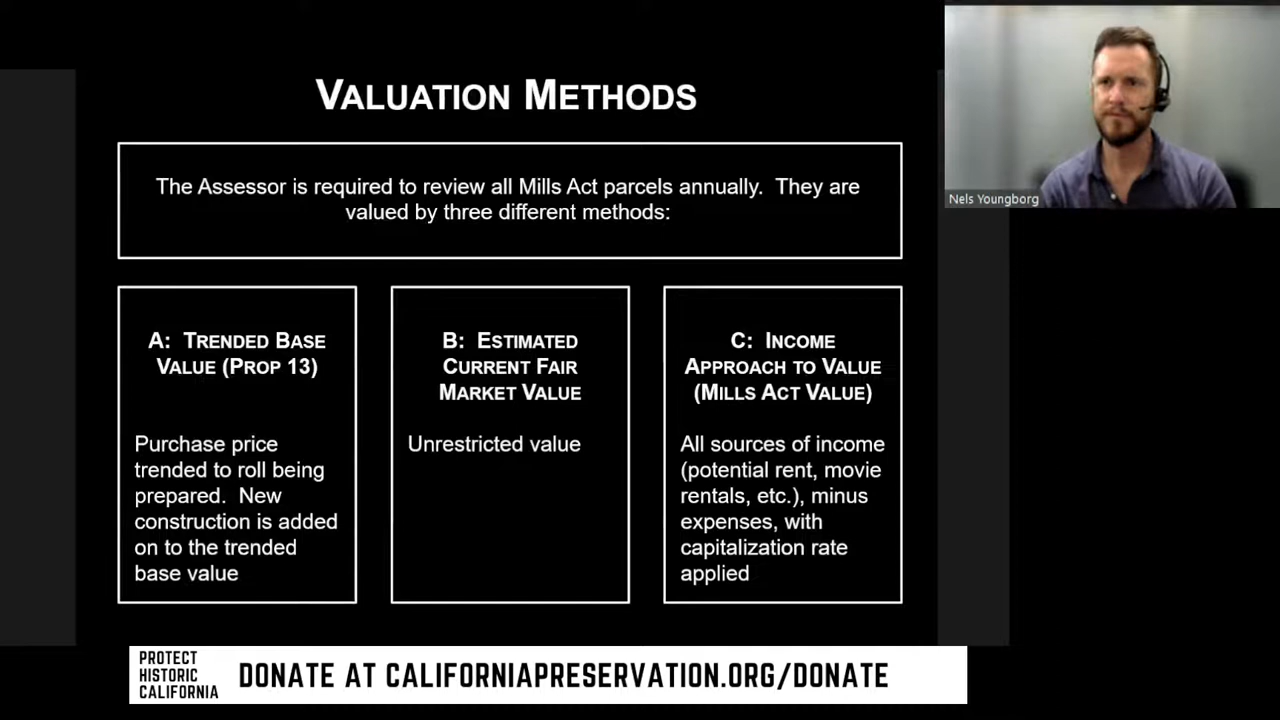 VALUATION METHODS
The Assessor is required to review all Mills Act parcels annually.  They are
valued by three different methods:
A:  TRENDED BASE
VALUE (PROP 13)
Purchase price
trended to roll being
prepared.  New
construction is added
on to the trended
base value
B:  ESTIMATED
CURRENT FAIR
MARKET VALUE
Unrestricted value
C:  INCOME
APPROACH TO VALUE
(MILLS ACT VALUE)
All sources of income
(potential rent, movie
rentals, etc.), minus
expenses, with
capitalization rate
applied
Nels Youngborg
PROTECT
HISTORIC
CALIFORNIA
DONATE AT CALIFORNIAPRESERVATION.ORG/DONATE